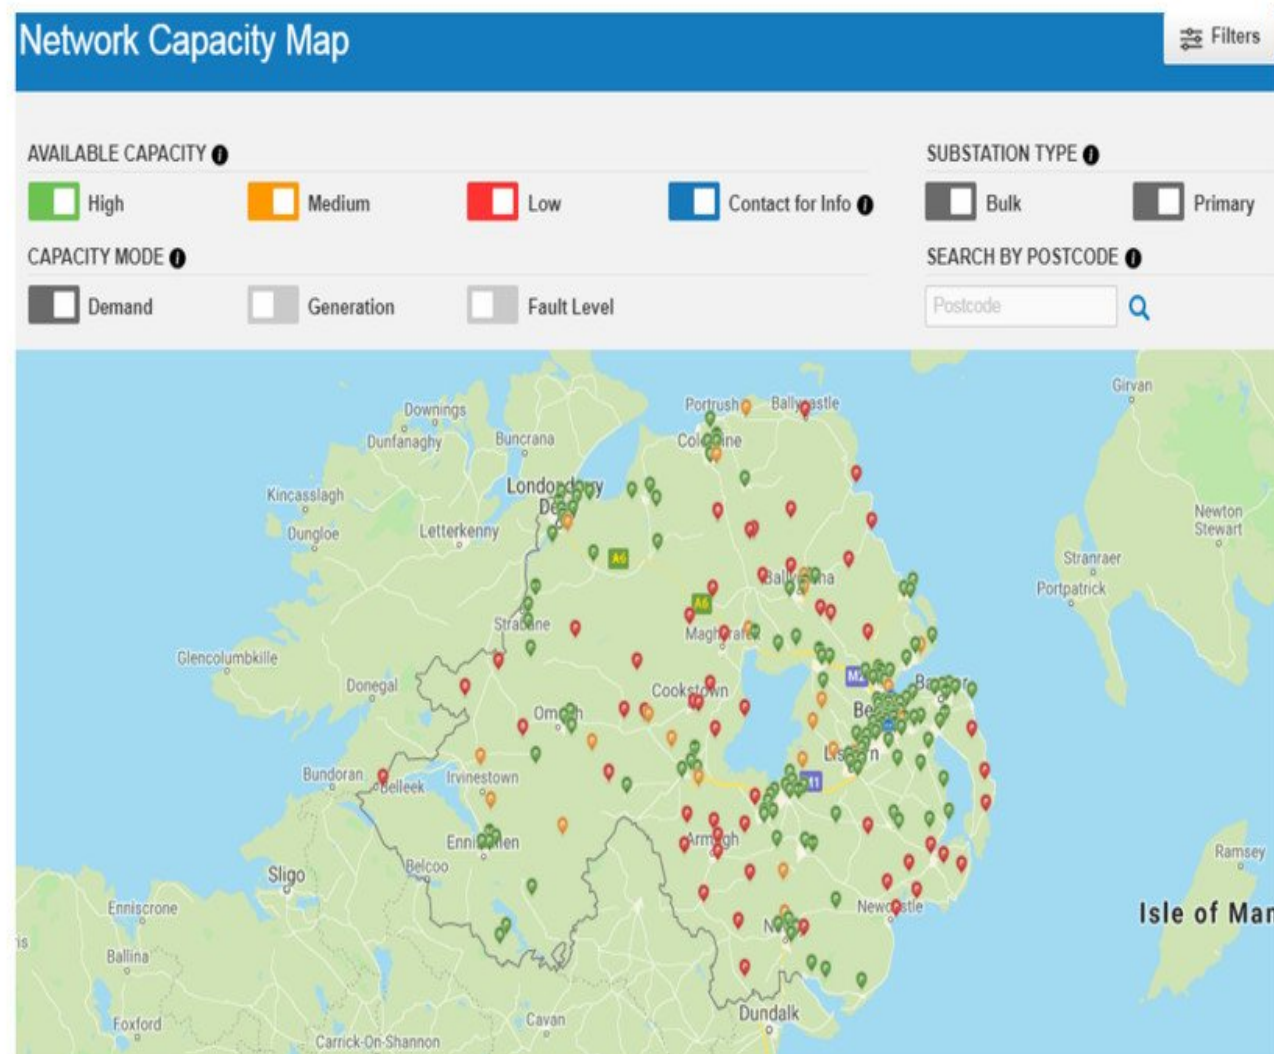 Network Capacity Map
Filters
AVAILABLE CAPACITY
SUBSTATION TYPE
High
Medium
Low
Contact for Info
Bulk
Primary
CAPACITY MODE
SEARCH BY POSTCODE
Demand
Generation
Fault Level
Postcode
Girvan
Downings
Portrush
Dunfanaghy
Buncrana
Kincasslagh
Newton
Stewart
Dungloe
Letterkenny
A6
Stranraer
Portpatrick
A6
Strabane
Glencolumbkille
M2
Donegal
Cookstown
Bundoran
Belleek
Irvinestown
Ramsey
Belcoo
Sligo
Enniscrone
Isle of Man
Ballina
Dundalk
Foxford
Cavan
Carrick-On-Shannon